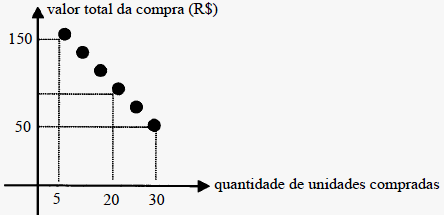 valor total da compra (R$)
150
50
quantidade de unidades compradas
5 20 30